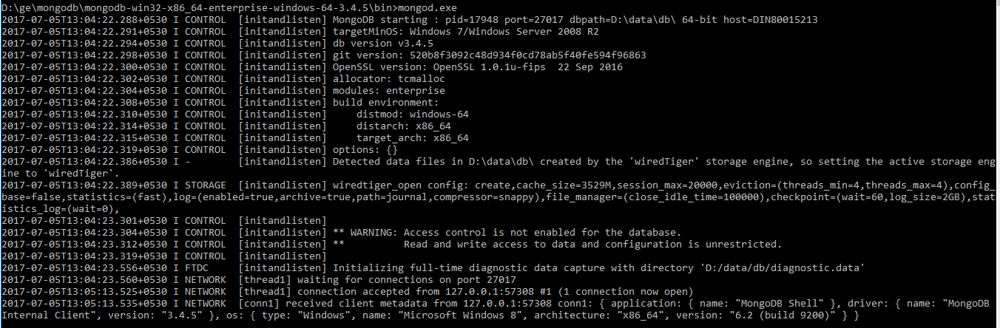 D:\ge\mongodb\mongodb-win32-x86_64-enterprise-windows-64-3.4.5\bin>mongod.exe
2017-07-05T13:04:22.288+0530 I CONTROL  [initandlisten] MongoDB starting : pid=17948 port=27017 dbpath=D:\data\db\ 64-bit host=DIN80015213
2017-07-05T13:04:22.291+0530 I CONTROL  [initandlisten] targetMinOS: Windows 7/Windows Server 2008 R2
2017-07-05T13:04:22.294+0530 I CONTROL  [initandlisten] db version v3.4.5
2017-07-05T13:04:22.298+0530 I CONTROL  [initandlisten] git version: 520b8f3092c48d934f0cd78ab5f40fe594f96863
2017-07-05T13:04:22.300+0530 I CONTROL  [initandlisten] OpenSSL version: OpenSSL 1.0.1u-fips  22 Sep 2016
2017-07-05T13:04:22.302+0530 I CONTROL  [initandlisten] allocator: tcmalloc
2017-07-05T13:04:22.304+0530 I CONTROL  [initandlisten] modules: enterprise
2017-07-05T13:04:22.308+0530 I CONTROL  [initandlisten] build environment:
2017-07-05T13:04:22.310+0530 I CONTROL  [initandlisten]     distmod: windows-64
2017-07-05T13:04:22.314+0530 I CONTROL  [initandlisten]     distarch: x86_64
2017-07-05T13:04:22.315+0530 I CONTROL  [initandlisten]     target_arch: x86_64
2017-07-05T13:04:22.319+0530 I CONTROL  [initandlisten] options: {}
2017-07-05T13:04:22.386+0530 I -        [initandlisten] Detected data files in D:\data\db\ created by the 'wiredTiger' storage engine, so setting the active storage eng
ine to 'wiredTiger'.
2017-07-05T13:04:22.389+0530 I STORAGE  [initandlisten] wiredtiger_open config: create,cache_size=3529M,session_max=20000,eviction=(threads_min=4,threads_max=4),config_
base=false,statistics=(fast),log=(enabled=true,archive=true,path=journal,compressor=snappy),file_manager=(close_idle_time=100000),checkpoint=(wait=60,log_size=2GB),stat
istics_log=(wait=0),
2017-07-05T13:04:23.301+0530 I CONTROL  [initandlisten]
2017-07-05T13:04:23.304+0530 I CONTROL  [initandlisten] ** WARNING: Access control is not enabled for the database.
2017-07-05T13:04:23.312+0530 I CONTROL  [initandlisten] **          Read and write access to data and configuration is unrestricted.
2017-07-05T13:04:23.319+0530 I CONTROL  [initandlisten]
2017-07-05T13:04:23.556+0530 I FTDC     [initandlisten] Initializing full-time diagnostic data capture with directory 'D:/data/db/diagnostic.data'
2017-07-05T13:04:23.560+0530 I NETWORK  [thread1] waiting for connections on port 27017
2017-07-05T13:05:13.525+0530 I NETWORK  [thread1] connection accepted from 127.0.0.1:57308 #1 (1 connection now open)
2017-07-05T13:05:13.535+0530 I NETWORK  [conn1] received client metadata from 127.0.0.1:57308 conn1: { application: { name: "MongoDB Shell" }, driver: { name: "MongoDB
Internal Client", version: "3.4.5" }, os: { type: "Windows", name: "Microsoft Windows 8", architecture: "x86_64", version: "6.2 (build 9200)" } }